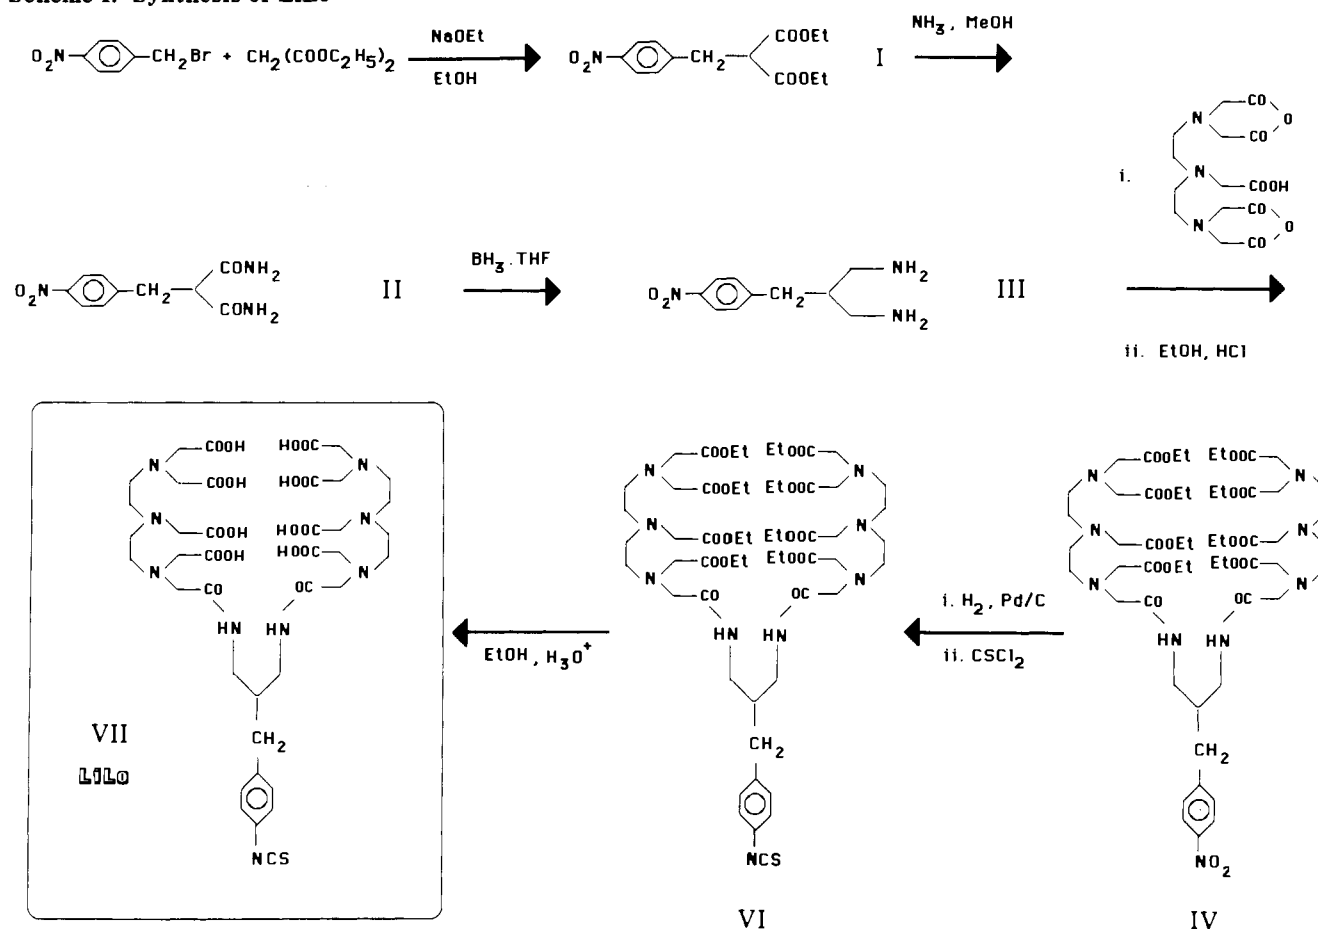 O2N CH2Br + CH2(COOC2H5)2
NaOEt
EtOH
O2N CH2 COOEt COOEt I
NH3, MeOH
i.
N CO O CO
N COOH
N CO O CO
O2N CH2 CONH2 CONH2 II
BH3.THF
O2N CH2 NH2 NH2 III
ii. EtOH, HCl
N COOH HOOC N
COOH HOOC
N COOH HOOC N
COOH HOOC
N CO OC N
HN HN
CH2
NCS
VII
LiLo
EtOH, H3O+
N COOEt EtOOC N
COOEt EtOOC
N COOEt EtOOC N
COOEt EtOOC
N CO OC N
HN HN
CH2
NCS
VI
i. H2, Pd/C
ii. CSCl2
N COOEt EtOOC N
COOEt EtOOC
N COOEt EtOOC N
COOEt EtOOC
N CO OC N
HN HN
CH2
NO2
IV